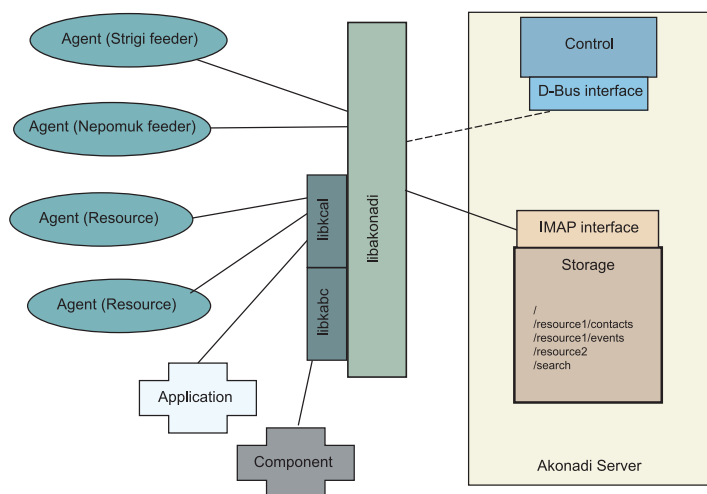 Agent (Strigi feeder)
Agent (Nepomuk feeder)
Agent (Resource)
Agent (Resource)
Application
Component
libkcal
libkabc
libakonadi
Control
D-Bus interface
IMAP interface
Storage
/
/resource1/contacts
/resource1/events
/resource2
/search
Akonadi Server